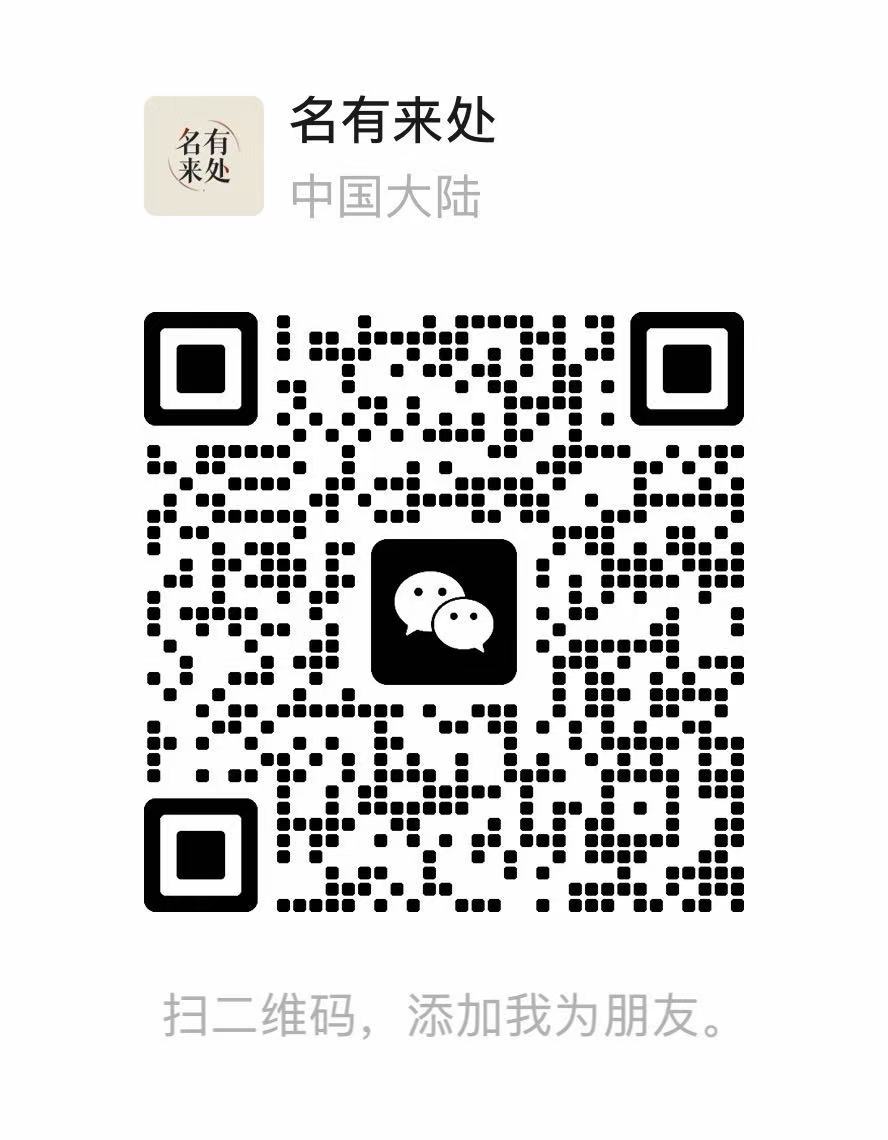 名有
来处
名有来处
中国大陆
扫二维码，添加我为朋友。